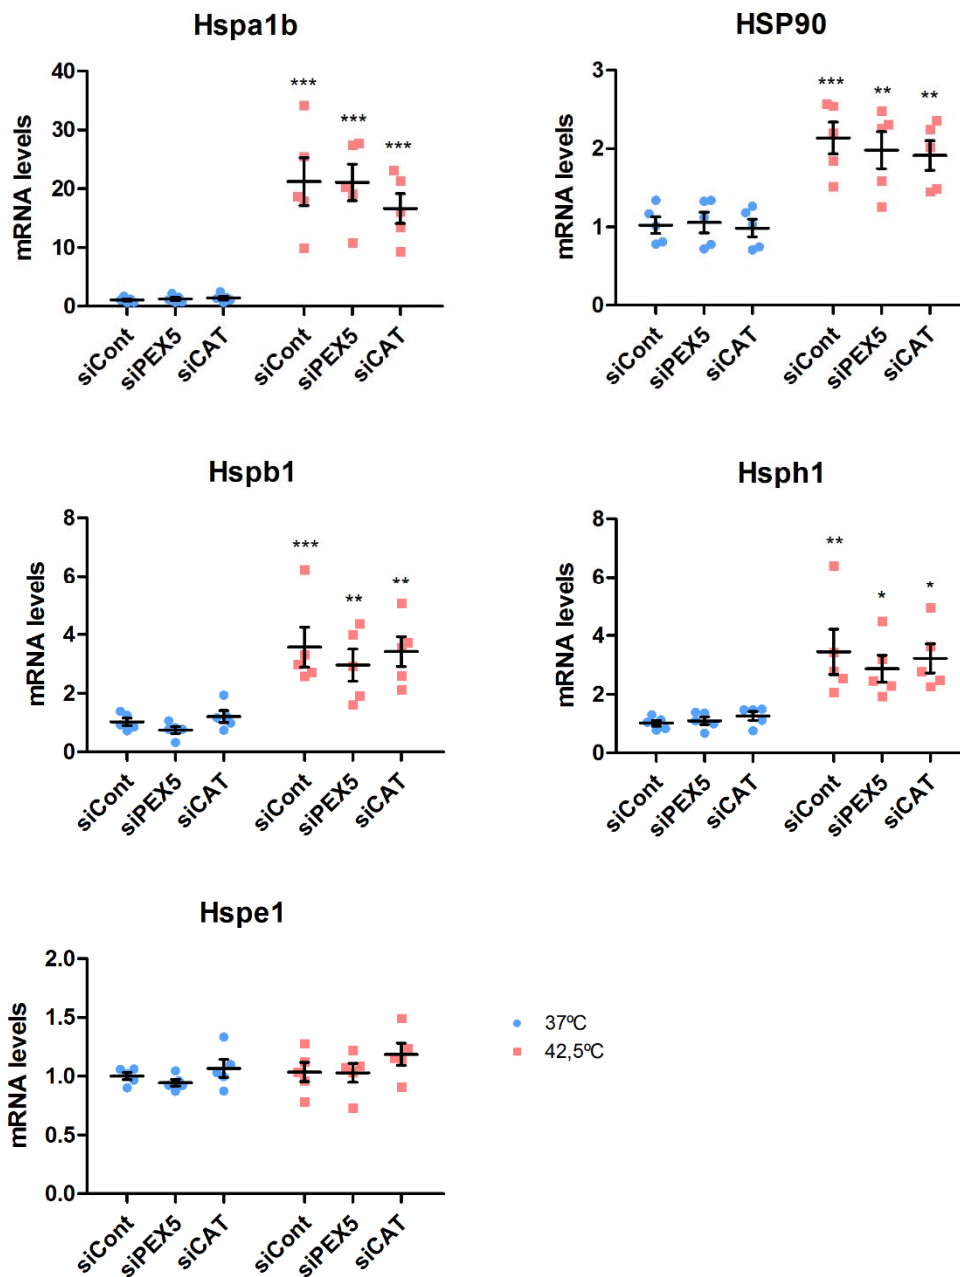 Hspa1b
mRNA levels
40
30
20
10
0
***
***
***
siCont
siPEX5
siCAT
siCont
siPEX5
siCAT
HSP90
mRNA levels
3
2
1
0
***
**
**
siCont
siPEX5
siCAT
siCont
siPEX5
siCAT
Hspb1
mRNA levels
8
6
4
2
0
***
**
**
siCont
siPEX5
siCAT
siCont
siPEX5
siCAT
Hsph1
mRNA levels
8
6
4
2
0
**
*
*
siCont
siPEX5
siCAT
siCont
siPEX5
siCAT
Hspe1
mRNA levels
2.0
1.5
1.0
0.5
0.0
siCont
siPEX5
siCAT
siCont
siPEX5
siCAT
37ºC
42,5ºC